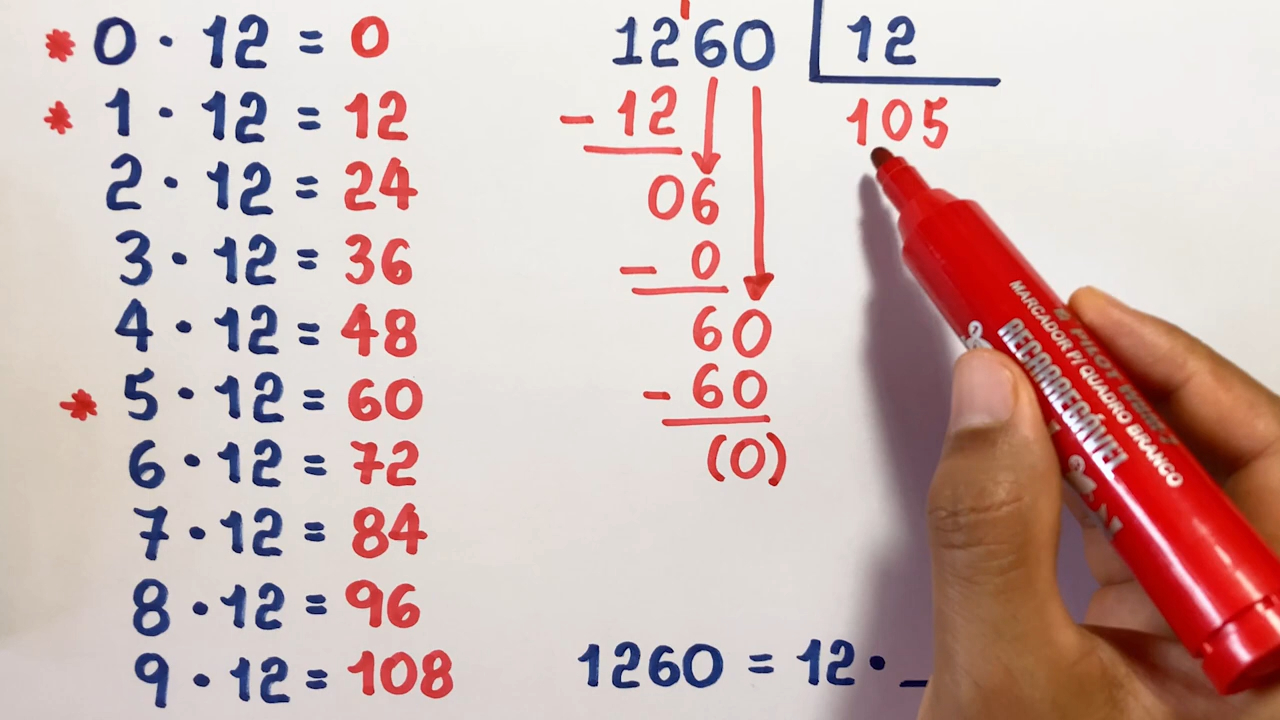 0 · 12 = 0
1 · 12 = 12
2 · 12 = 24
3 · 12 = 36
4 · 12 = 48
5 · 12 = 60
6 · 12 = 72
7 · 12 = 84
8 · 12 = 96
9 · 12 = 108
1260 12
- 12 105
06
- 0
60
- 60
(0)
1260 = 12 · _
PILOT
MARCADOR P/ QUADRO BRANCO
RECARREGÁVEL